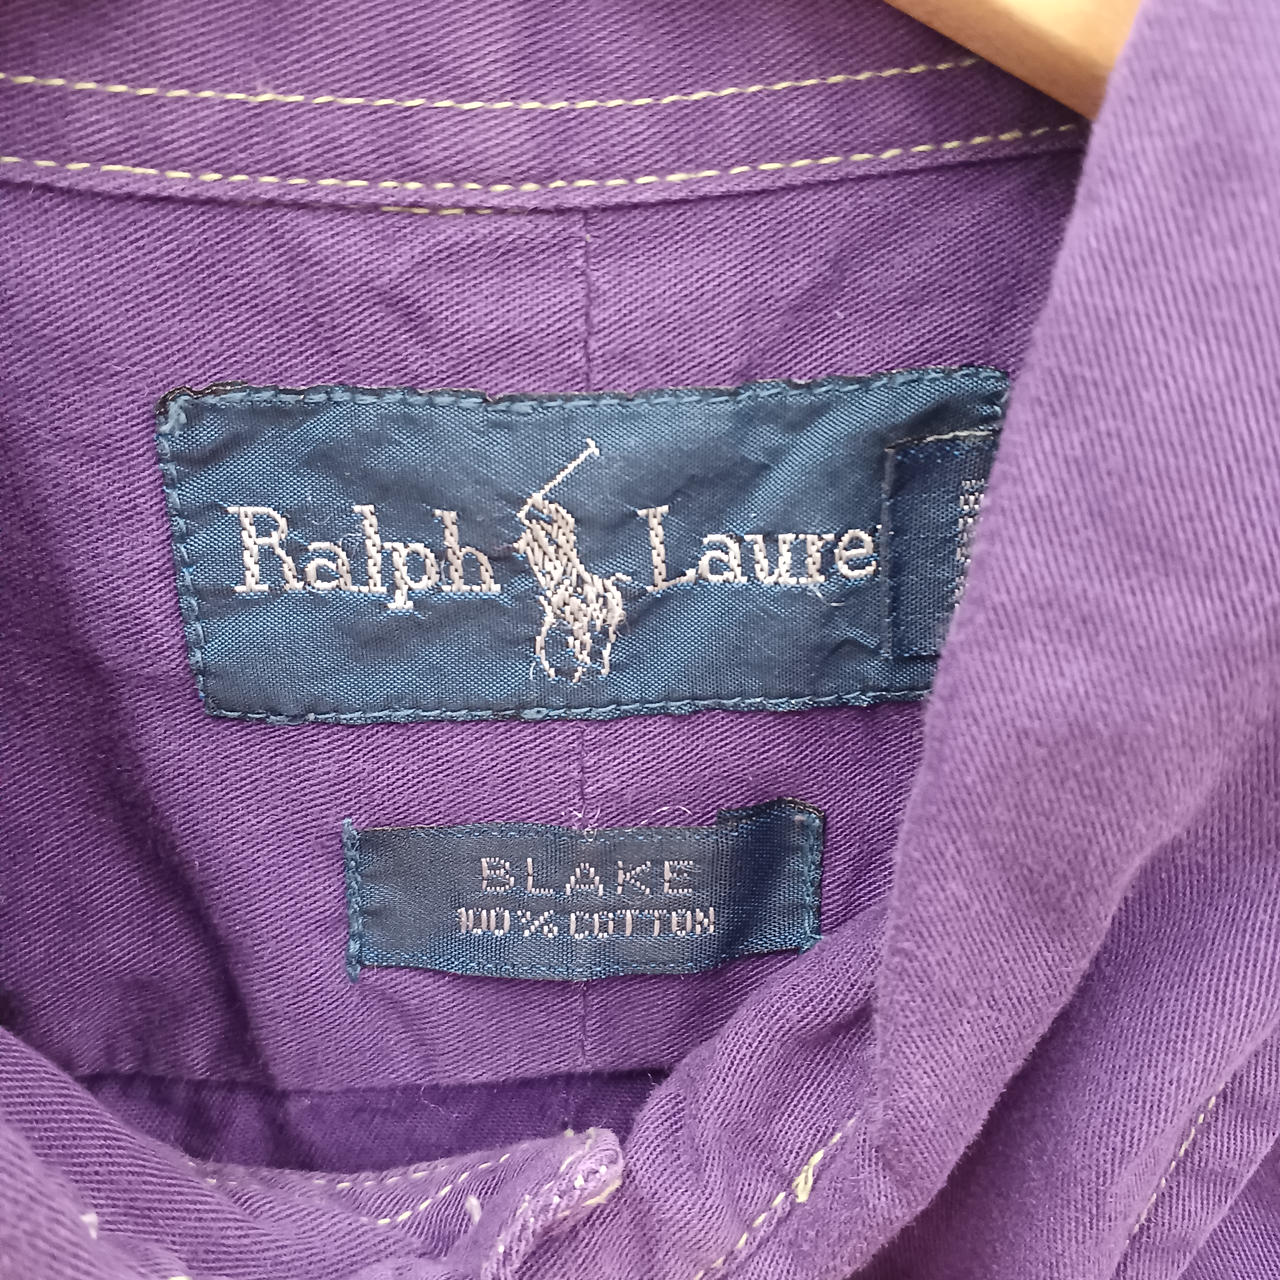 Ralph Laure
BLAKE
100% COTTON